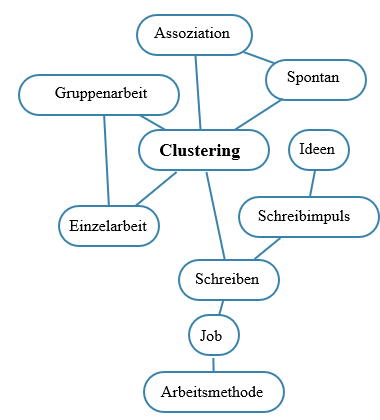 Assoziation
Spontan
Gruppenarbeit
Clustering
Ideen
Einzelarbeit
Schreibimpuls
Schreiben
Job
Arbeitsmethode